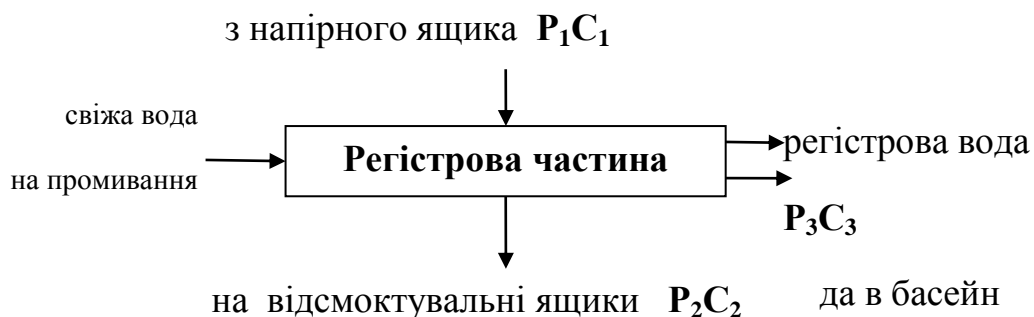 з напірного ящика P₁C₁
свіжа вода
на промивання
Регістрова частина
регістрова вода
P₃C₃
на відсмоктувальні ящики P₂C₂
да в басейн